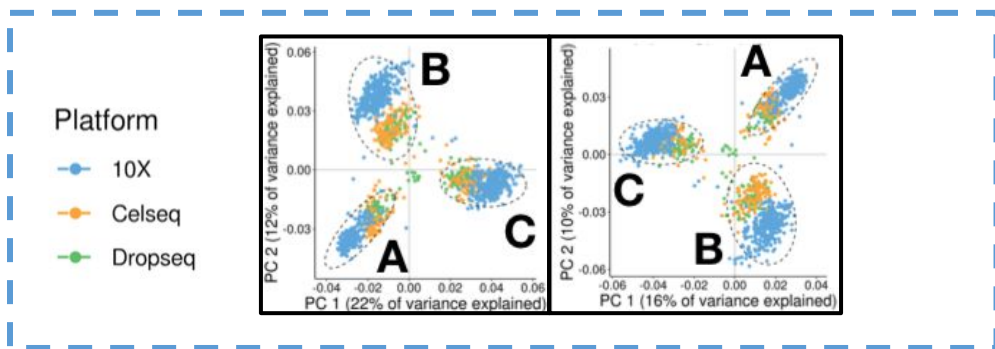 Platform
10X
Celseq
Dropseq
PC 2 (12% of variance explained)
0.06
0.03
0.00
-0.03
B
A
C
-0.04
-0.02
0.00
0.02
0.04
0.06
PC 1 (22% of variance explained)
PC 2 (10% of variance explained)
0.03
0.00
-0.03
-0.06
A
C
B
-0.06
-0.04
-0.02
0.00
0.02
0.04
PC 1 (16% of variance explained)